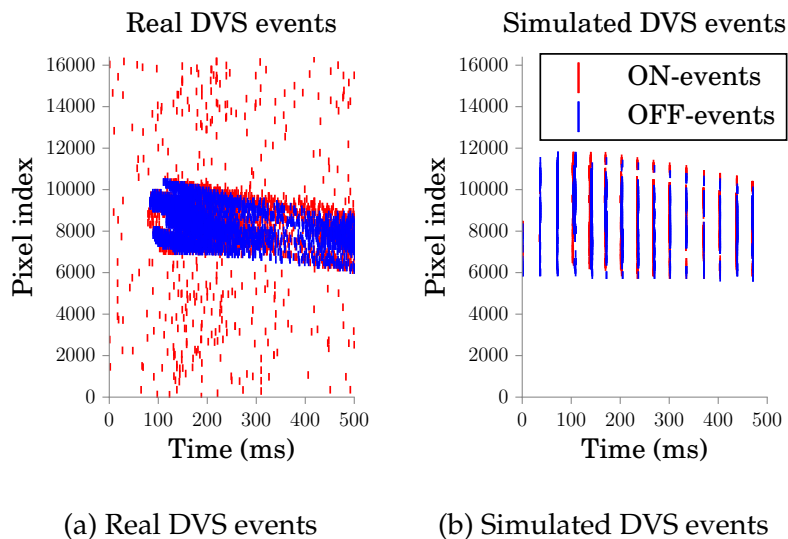 Real DVS events
16000
14000
12000
10000
8000
6000
4000
2000
0
Pixel index
0 100 200 300 400 500
Time (ms)
(a) Real DVS events
Simulated DVS events
ON-events
OFF-events
16000
14000
12000
10000
8000
6000
4000
2000
0
Pixel index
0 100 200 300 400 500
Time (ms)
(b) Simulated DVS events